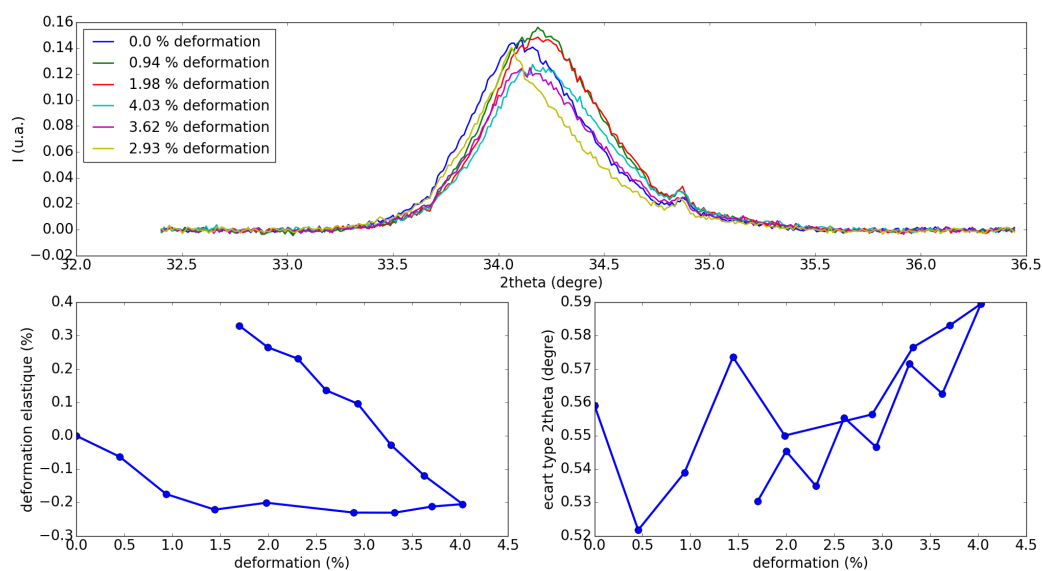 0.16
0.14
0.12
0.10
0.08
0.06
0.04
0.02
0.00
−0.02
I (u.a.)
0.0 % deformation
0.94 % deformation
1.98 % deformation
4.03 % deformation
3.62 % deformation
2.93 % deformation
32.0 32.5 33.0 33.5 34.0 34.5 35.0 35.5 36.0 36.5
2theta (degre)
0.4
0.3
0.2
0.1
0.0
−0.1
−0.2
−0.3
deformation elastique (%)
0.0 0.5 1.0 1.5 2.0 2.5 3.0 3.5 4.0 4.5
deformation (%)
0.59
0.58
0.57
0.56
0.55
0.54
0.53
0.52
ecart type 2theta (degre)
0.0 0.5 1.0 1.5 2.0 2.5 3.0 3.5 4.0 4.5
deformation (%)